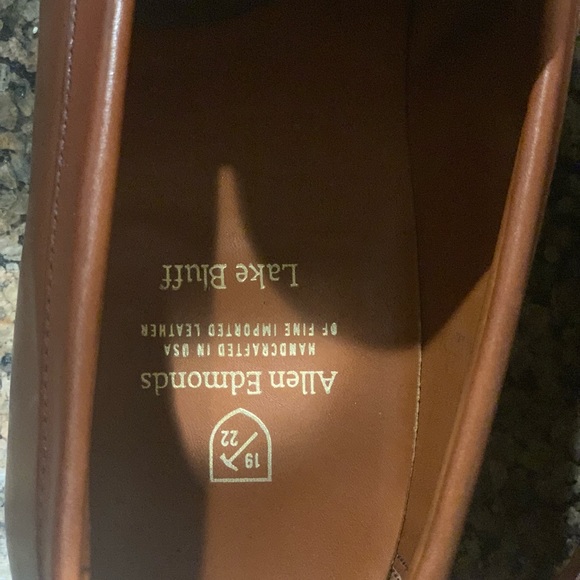 19
22
Allen Edmonds
HANDCRAFTED IN USA
OF FINE IMPORTED LEATHER
Lake Bluff